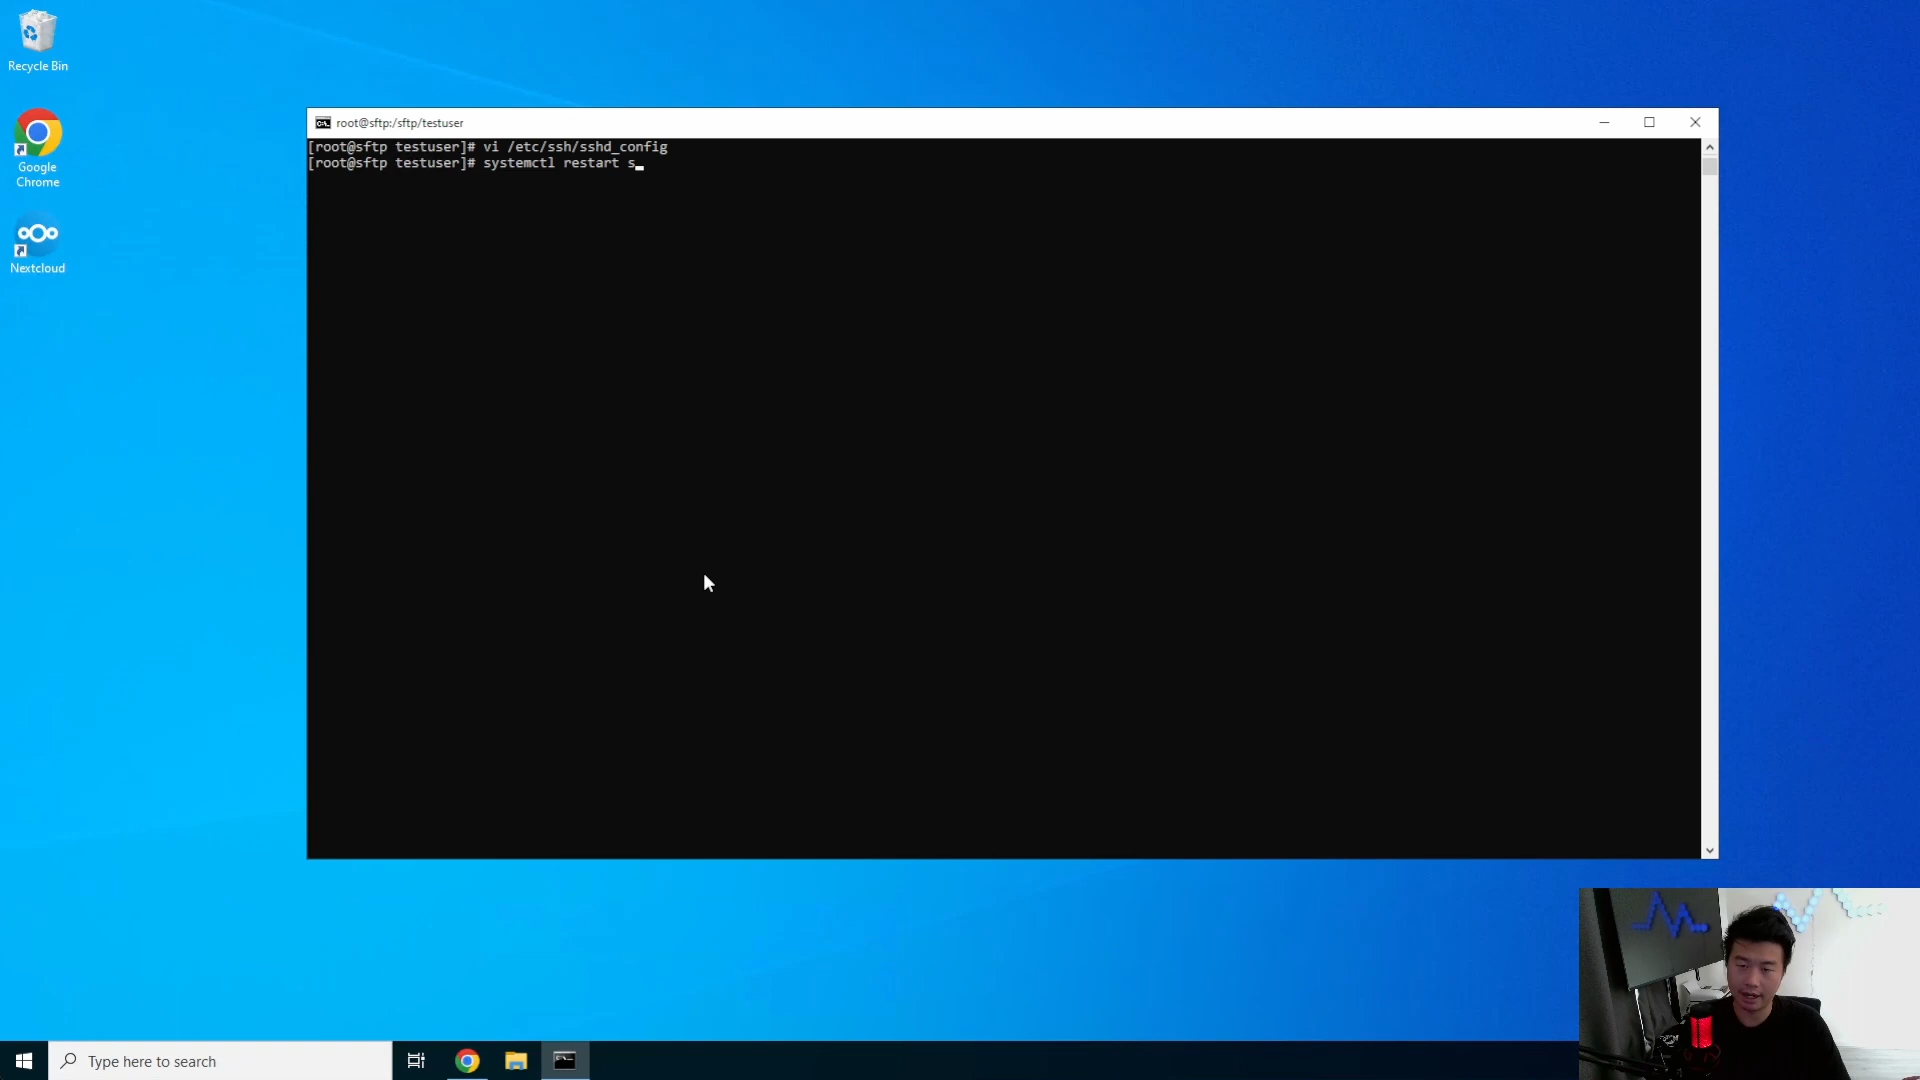 Recycle Bin
Google
Chrome
Nextcloud
root@sftp:/sftp/testuser
[root@sftp testuser]# vi /etc/ssh/sshd_config
[root@sftp testuser]# systemctl restart s
Type here to search